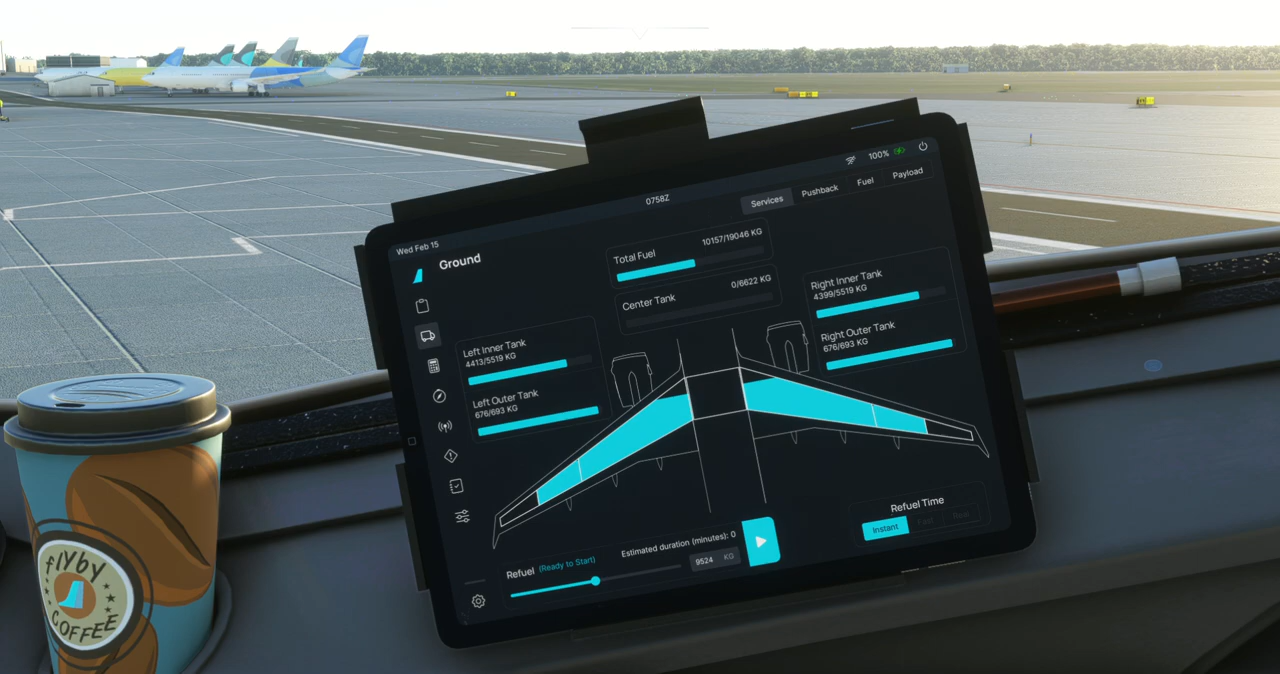 Wed Feb 15
0758Z
100%
Ground
Services
Pushback
Fuel
Payload
Total Fuel
10157/19046 KG
Center Tank
0/6622 KG
Left Inner Tank
4413/5519 KG
Left Outer Tank
676/693 KG
Right Inner Tank
4399/5519 KG
Right Outer Tank
676/693 KG
Refuel (Ready to Start)
Estimated duration (minutes): 0
9524 KG
Refuel Time
Instant
Fast
Real
flyby
COFFEE